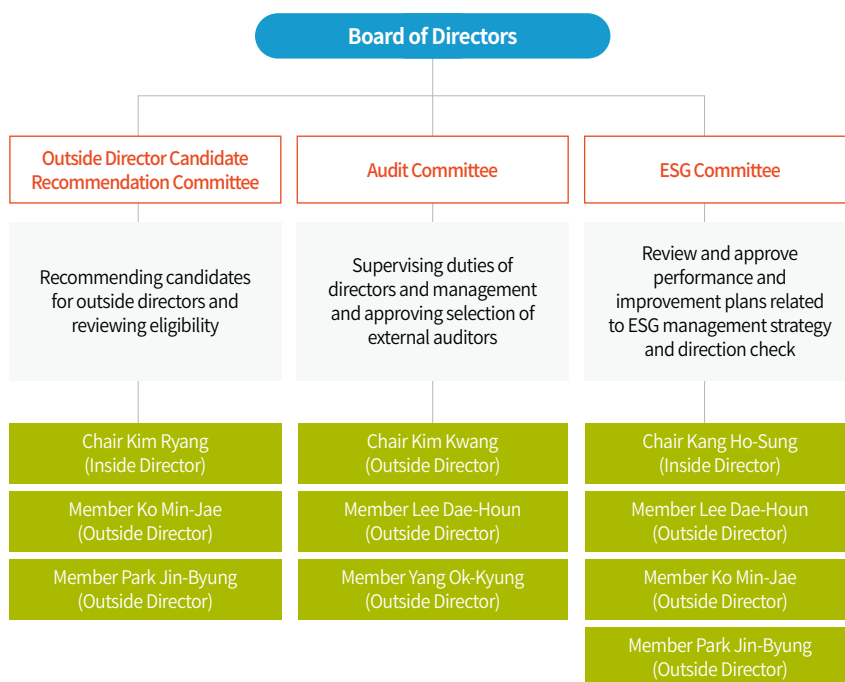 Board of Directors
Outside Director Candidate
Recommendation Committee
Recommending candidates
for outside directors and
reviewing eligibility
Chair Kim Ryang
(Inside Director)
Member Ko Min-Jae
(Outside Director)
Member Park Jin-Byung
(Outside Director)
Audit Committee
Supervising duties of
directors and management
and approving selection of
external auditors
Chair Kim Kwang
(Outside Director)
Member Lee Dae-Houn
(Outside Director)
Member Yang Ok-Kyung
(Outside Director)
ESG Committee
Review and approve
performance and
improvement plans related
to ESG management strategy
and direction check
Chair Kang Ho-Sung
(Inside Director)
Member Lee Dae-Houn
(Outside Director)
Member Ko Min-Jae
(Outside Director)
Member Park Jin-Byung
(Outside Director)